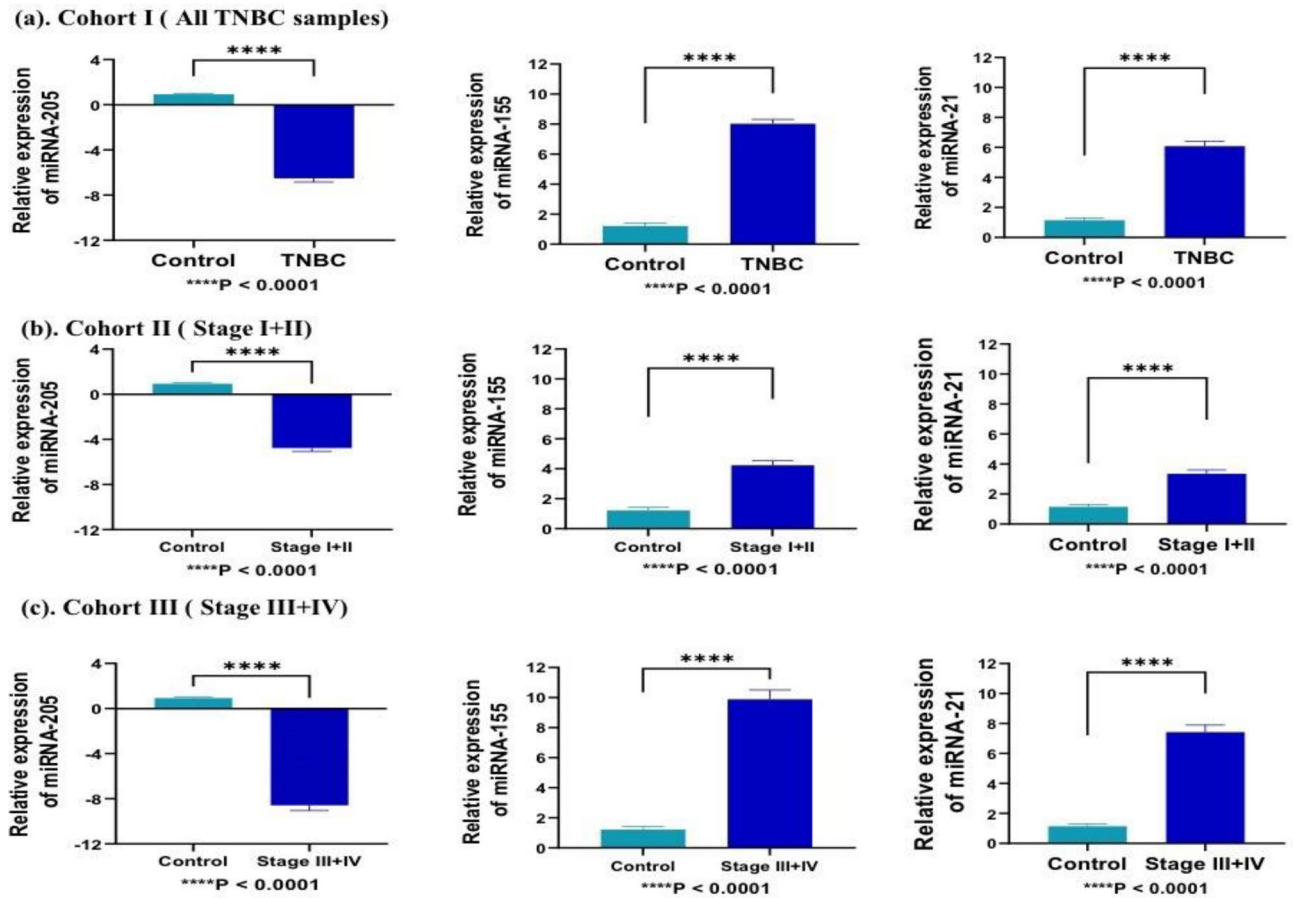 (a). Cohort I ( All TNBC samples)
Relative expression
of miRNA-205
4
0
-4
-8
-12
****
Control TNBC
****P < 0.0001
Relative expression
of miRNA-155
12
10
8
6
4
2
0
****
Control TNBC
****P < 0.0001
Relative expression
of miRNA-21
12
10
8
6
4
2
0
****
Control TNBC
****P < 0.0001
(b). Cohort II ( Stage I+II)
Relative expression
of miRNA-205
4
0
-4
-8
-12
****
Control Stage I+II
****P < 0.0001
Relative expression
of miRNA-155
12
10
8
6
4
2
0
****
Control Stage I+II
****P < 0.0001
Relative expression
of miRNA-21
12
10
8
6
4
2
0
****
Control Stage I+II
****P < 0.0001
(c). Cohort III ( Stage III+IV)
Relative expression
of miRNA-205
4
0
-4
-8
-12
****
Control Stage III+IV
****P < 0.0001
Relative expression
of miRNA-155
12
10
8
6
4
2
0
****
Control Stage III+IV
****P < 0.0001
Relative expression
of miRNA-21
12
10
8
6
4
2
0
****
Control Stage III+IV
****P < 0.0001